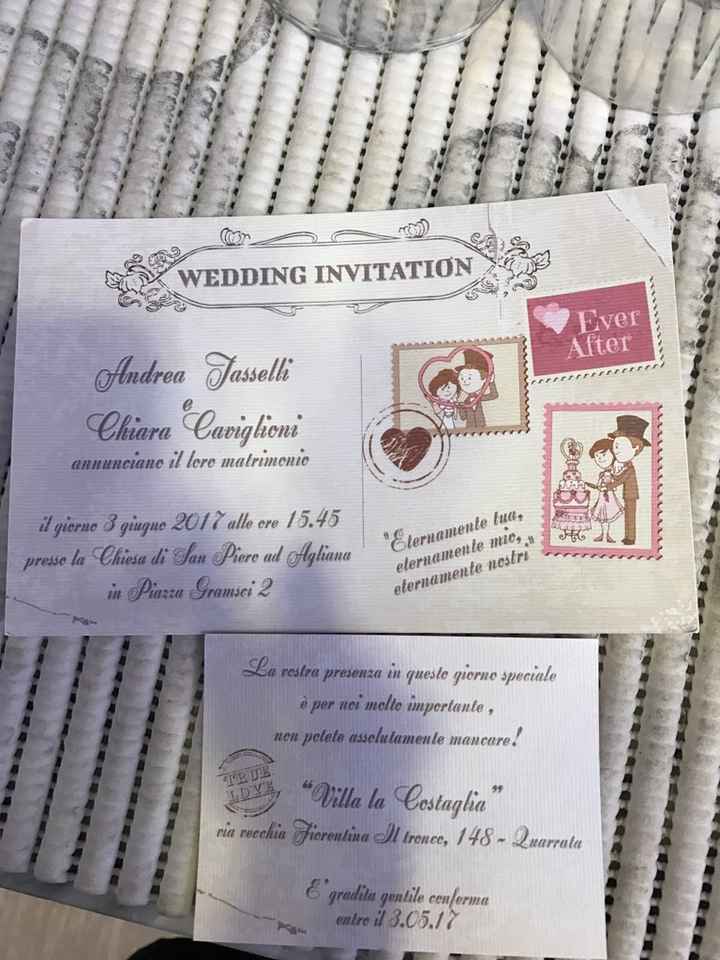 WEDDING INVITATION
Ever
After
Andrea Tasselli
e
Chiara Caviglioni
annunciano il loro matrimonio
il giorno 3 giugno 2017 alle ore 15.45
presso la Chiesa di San Piero ad Agliana
in Piazza Gramsci 2
"Eternamente tua,
eternamente mio,
eternamente nostri"
La vostra presenza in questo giorno speciale
è per noi molto importante ,
non potete assolutamente mancare!
TRUE
LOVE
"Villa la Costaglia"
via vecchia Fiorentina II tronco, 148 - Quarrata
E' gradita gentile conferma
entro il 3.05.17